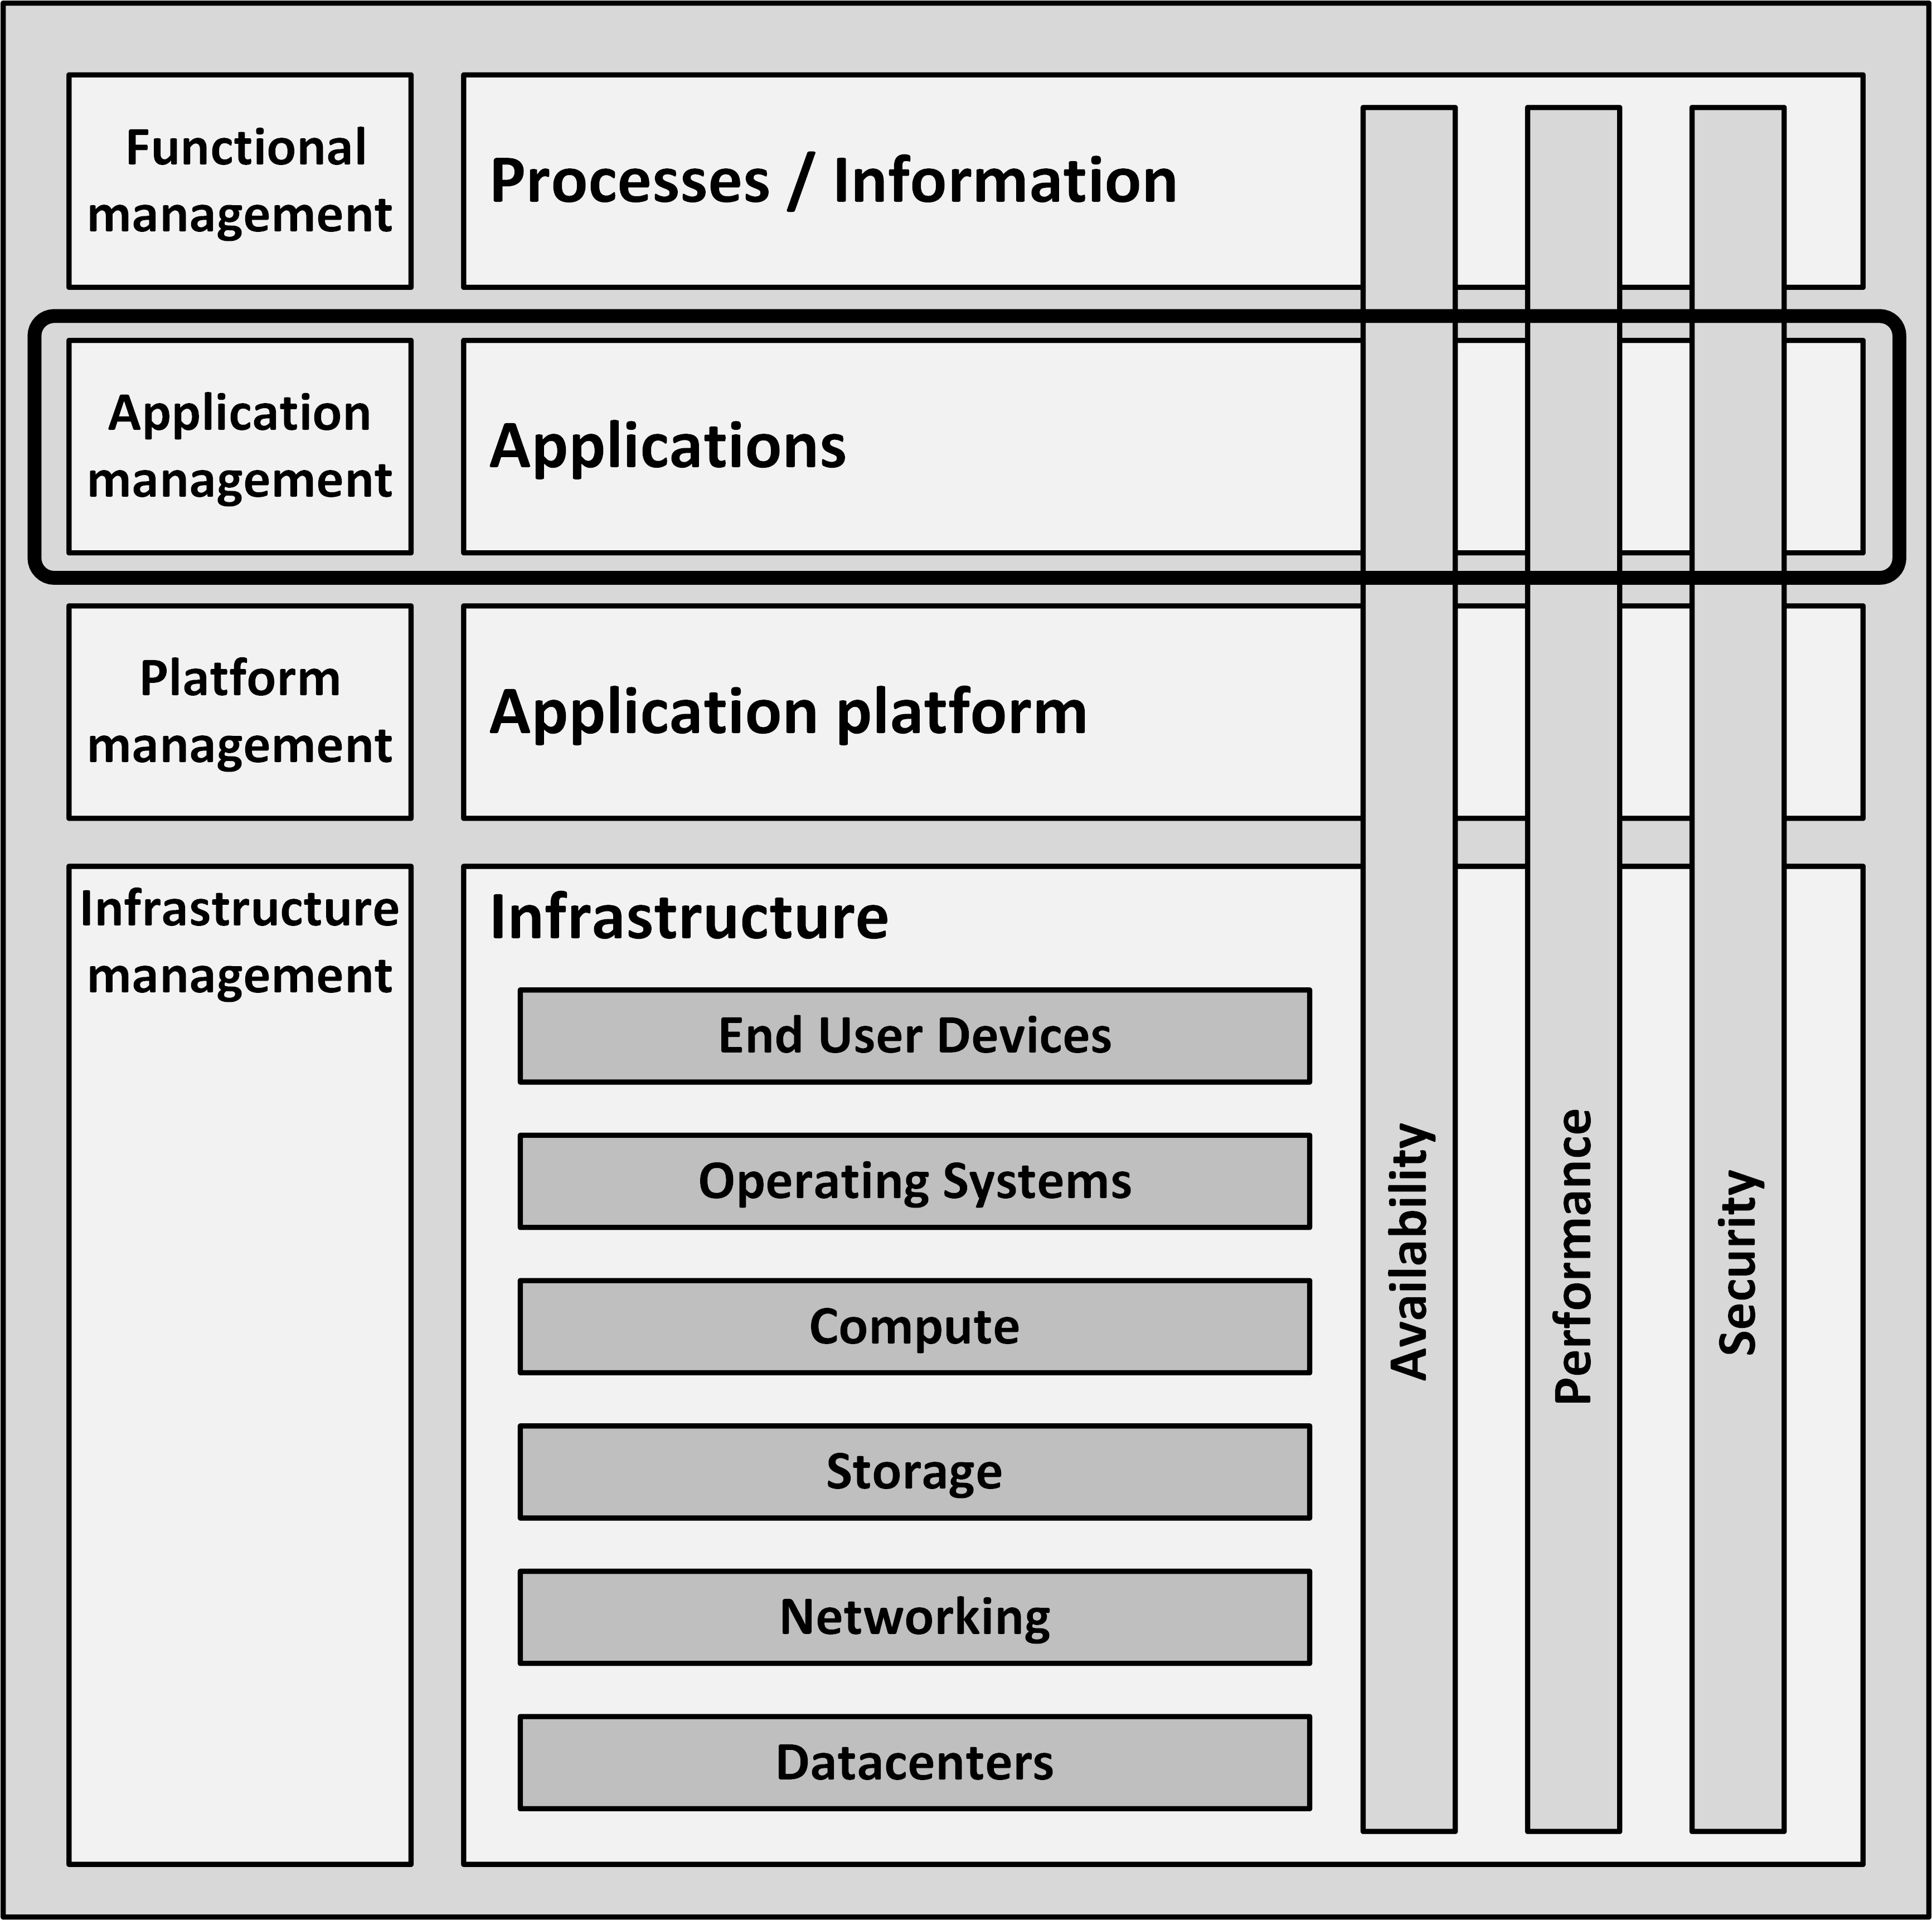 Functional
management
Processes / Information
Application
management
Applications
Platform
management
Application platform
Infrastructure
management
Infrastructure
End User Devices
Operating Systems
Compute
Storage
Networking
Datacenters
Availability
Performance
Security